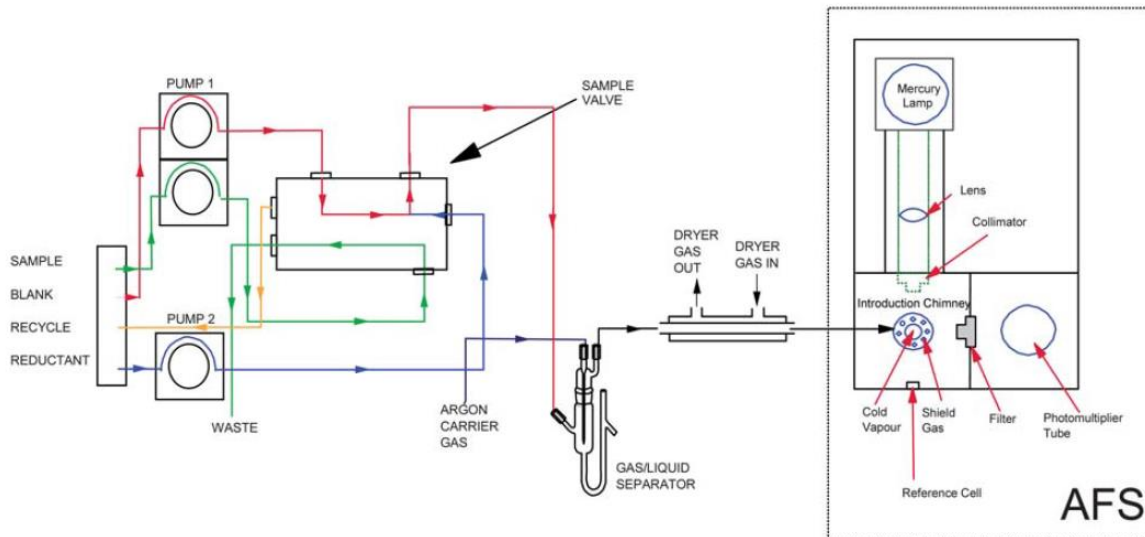 PUMP 1
SAMPLE
VALVE
SAMPLE
BLANK
RECYCLE
REDUCTANT
PUMP 2
WASTE
ARGON
CARRIER
GAS
GAS/LIQUID
SEPARATOR
DRYER
GAS
OUT
DRYER
GAS IN
Mercury
Lamp
Lens
Collimator
Introduction Chimney
Cold
Vapour
Shield
Gas
Filter
Photomultiplier
Tube
Reference Cell
AFS